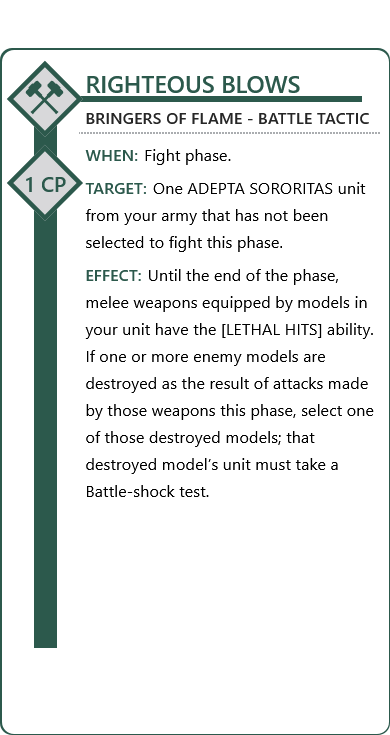 RIGHTEOUS BLOWS
BRINGERS OF FLAME - BATTLE TACTIC
WHEN: Fight phase.
1 CP
TARGET: One ADEPTA SORORITAS unit
from your army that has not been
selected to fight this phase.
EFFECT: Until the end of the phase,
melee weapons equipped by models in
your unit have the [LETHAL HITS] ability.
If one or more enemy models are
destroyed as the result of attacks made
by those weapons this phase, select one
of those destroyed models; that
destroyed model’s unit must take a
Battle-shock test.